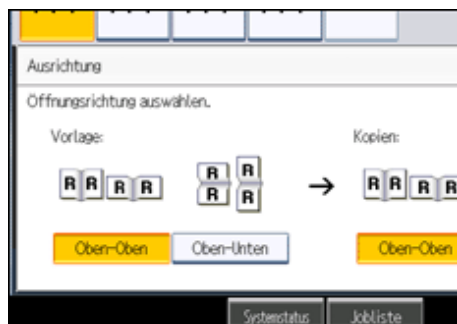 Ausrichtung
Öffnungsrichtung auswählen.
Vorlage:
Kopien:
R R R R
R R
R R
R R R R
Oben-Oben
Oben-Unten
Oben-Oben
Systemstatus
Jobliste